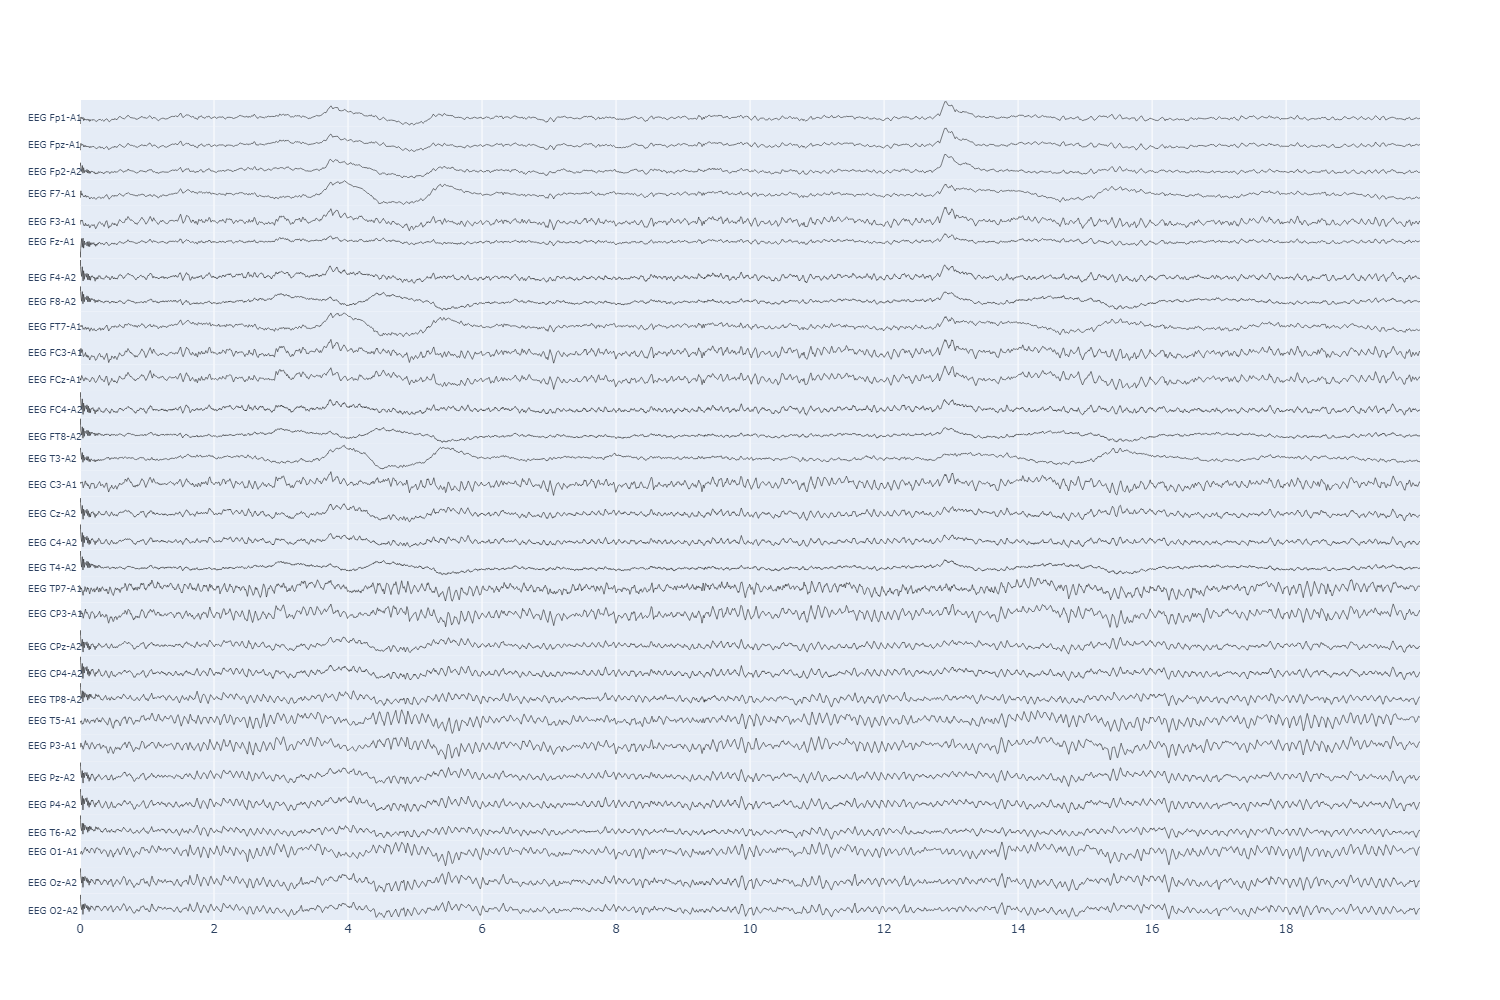 EEG Fp1-A1
EEG Fpz-A1
EEG Fp2-A2
EEG F7-A1
EEG F3-A1
EEG Fz-A1
EEG F4-A2
EEG F8-A2
EEG FT7-A1
EEG FC3-A1
EEG FCz-A1
EEG FC4-A2
EEG FT8-A2
EEG T3-A2
EEG C3-A1
EEG Cz-A2
EEG C4-A2
EEG T4-A2
EEG TP7-A1
EEG CP3-A1
EEG CPz-A2
EEG CP4-A2
EEG TP8-A2
EEG T5-A1
EEG P3-A1
EEG Pz-A2
EEG P4-A2
EEG T6-A2
EEG O1-A1
EEG Oz-A2
EEG O2-A2
0 2 4 6 8 10 12 14 16 18